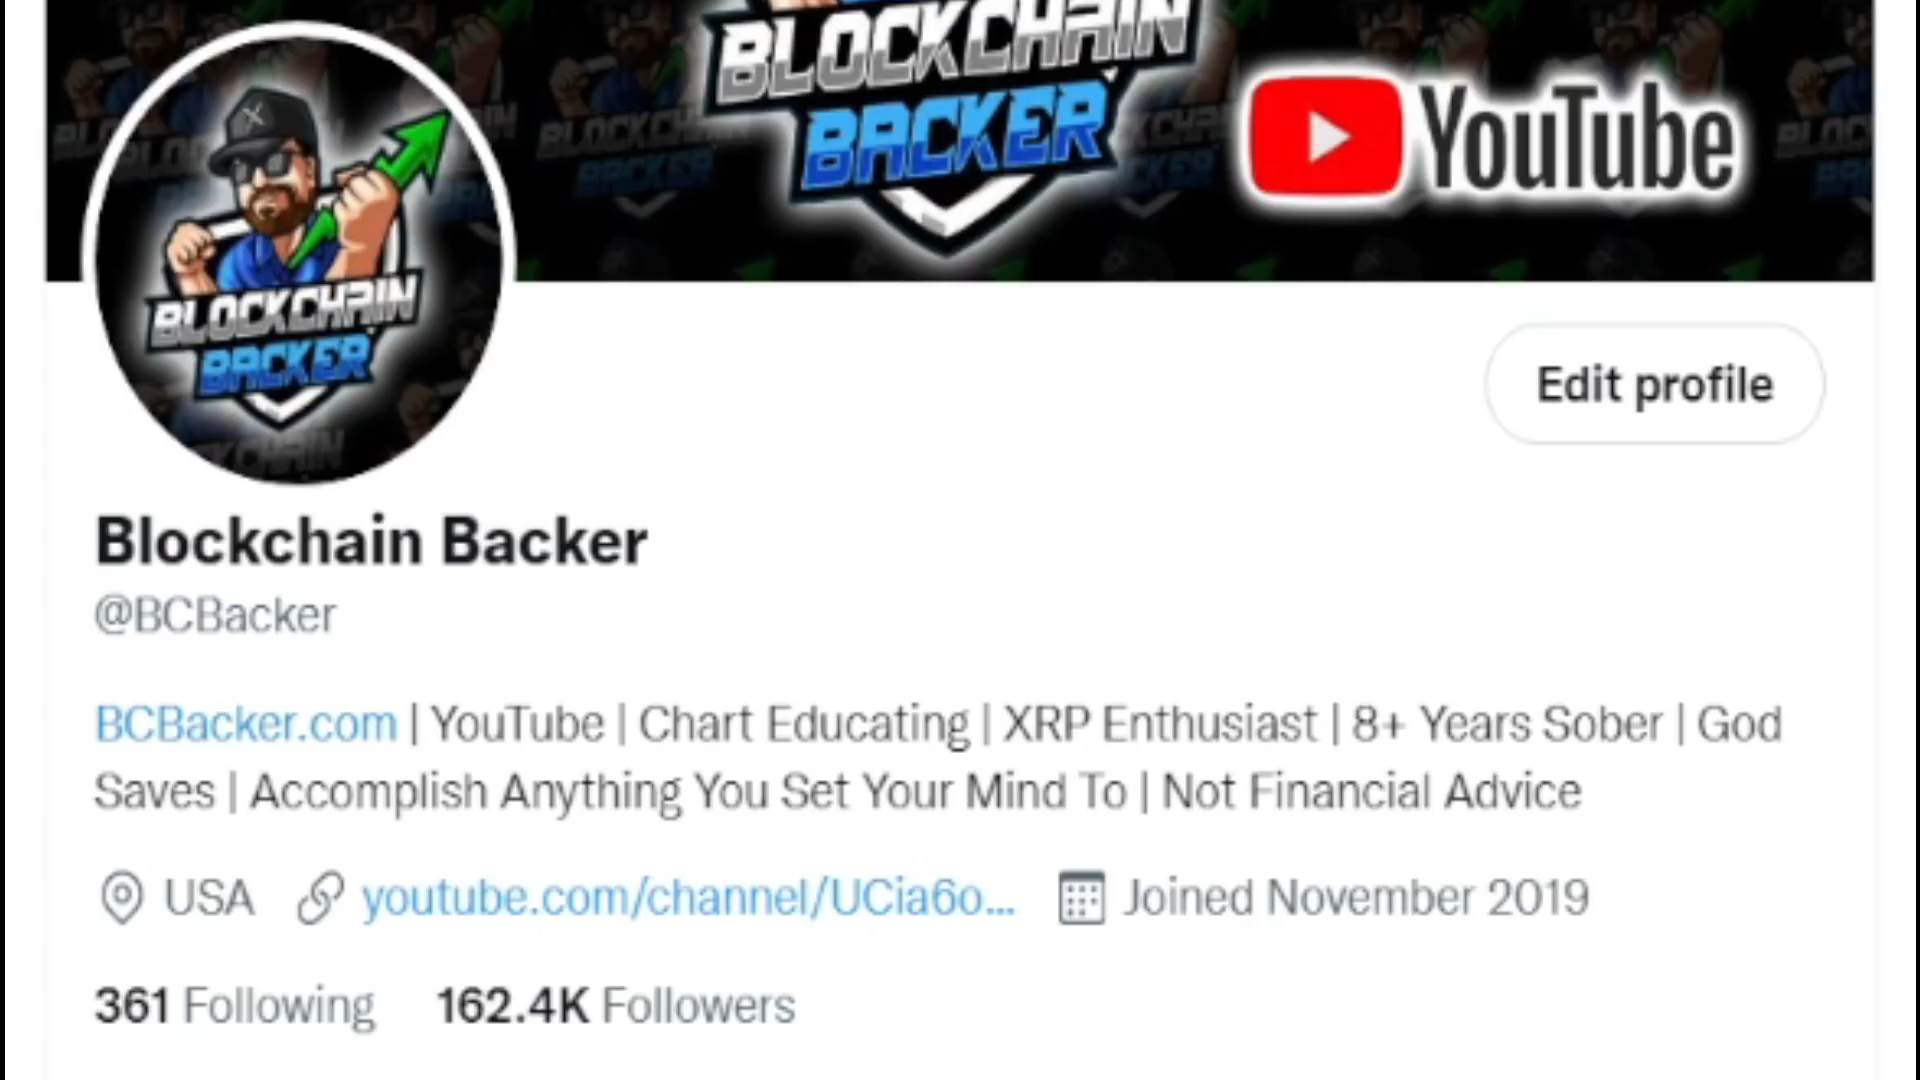 BLOCKCHAIN
BACKER
YouTube
BLOCKCHAIN
BACKER
Edit profile
Blockchain Backer
@BCBacker
BCBacker.com | YouTube | Chart Educating | XRP Enthusiast | 8+ Years Sober | God
Saves | Accomplish Anything You Set Your Mind To | Not Financial Advice
USA youtube.com/channel/UCia6o... Joined November 2019
361 Following 162.4K Followers